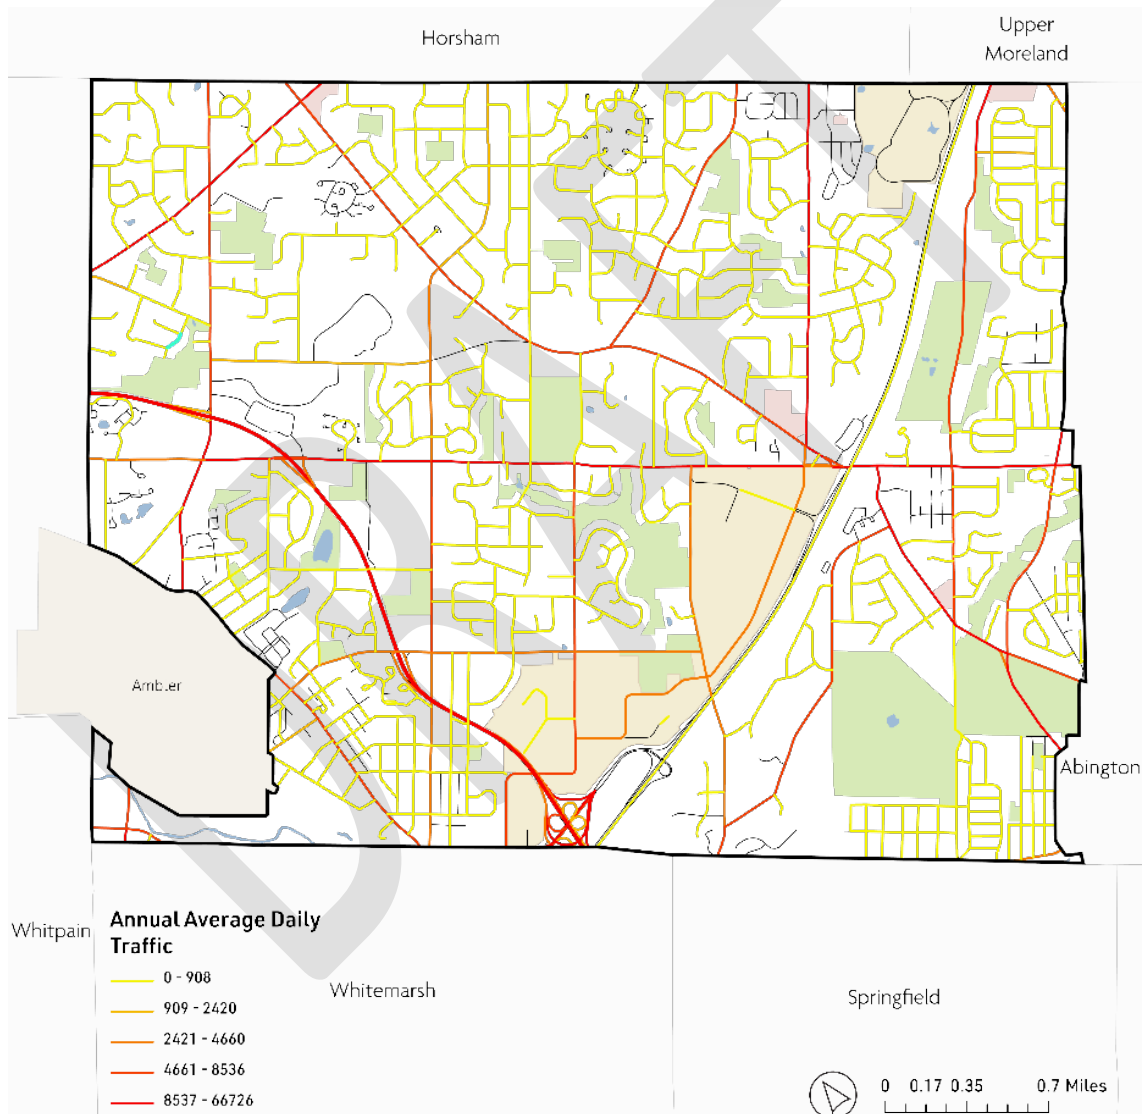 Horsham
Upper
Moreland
DRAFT
Ambler
Abington
Whitpain
Annual Average Daily
Traffic
0 - 908
909 - 2420
2421 - 4660
4661 - 8536
8537 - 66726
Whitemarsh
Springfield
0 0.17 0.35 0.7 Miles